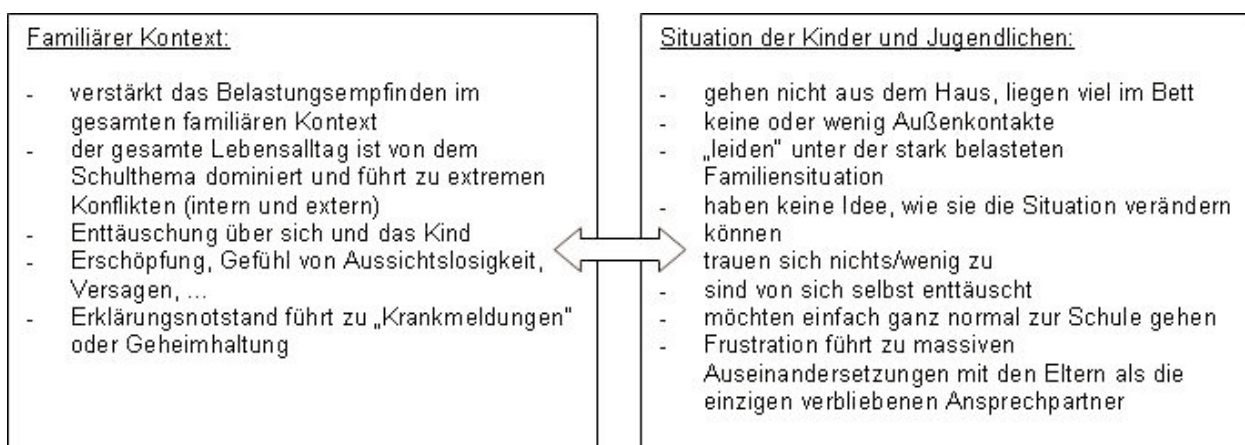 Familiärer Kontext:
- verstärkt das Belastungsempfinden im
gesamten familiären Kontext
- der gesamte Lebensalltag ist von dem
Schulthema dominiert und führt zu extremen
Konflikten (intern und extern)
- Enttäuschung über sich und das Kind
- Erschöpfung, Gefühl von Aussichtslosigkeit,
Versagen, ...
- Erklärungsnotstand führt zu „Krankmeldungen"
oder Geheimhaltung
Situation der Kinder und Jugendlichen:
- gehen nicht aus dem Haus, liegen viel im Bett
- keine oder wenig Außenkontakte
- „leiden" unter der stark belasteten
Familiensituation
- haben keine Idee, wie sie die Situation verändern
können
trauen sich nichts/wenig zu
- sind von sich selbst enttäuscht
- möchten einfach ganz normal zur Schule gehen
- Frustration führt zu massiven
Auseinandersetzungen mit den Eltern als die
einzigen verbliebenen Ansprechpartner